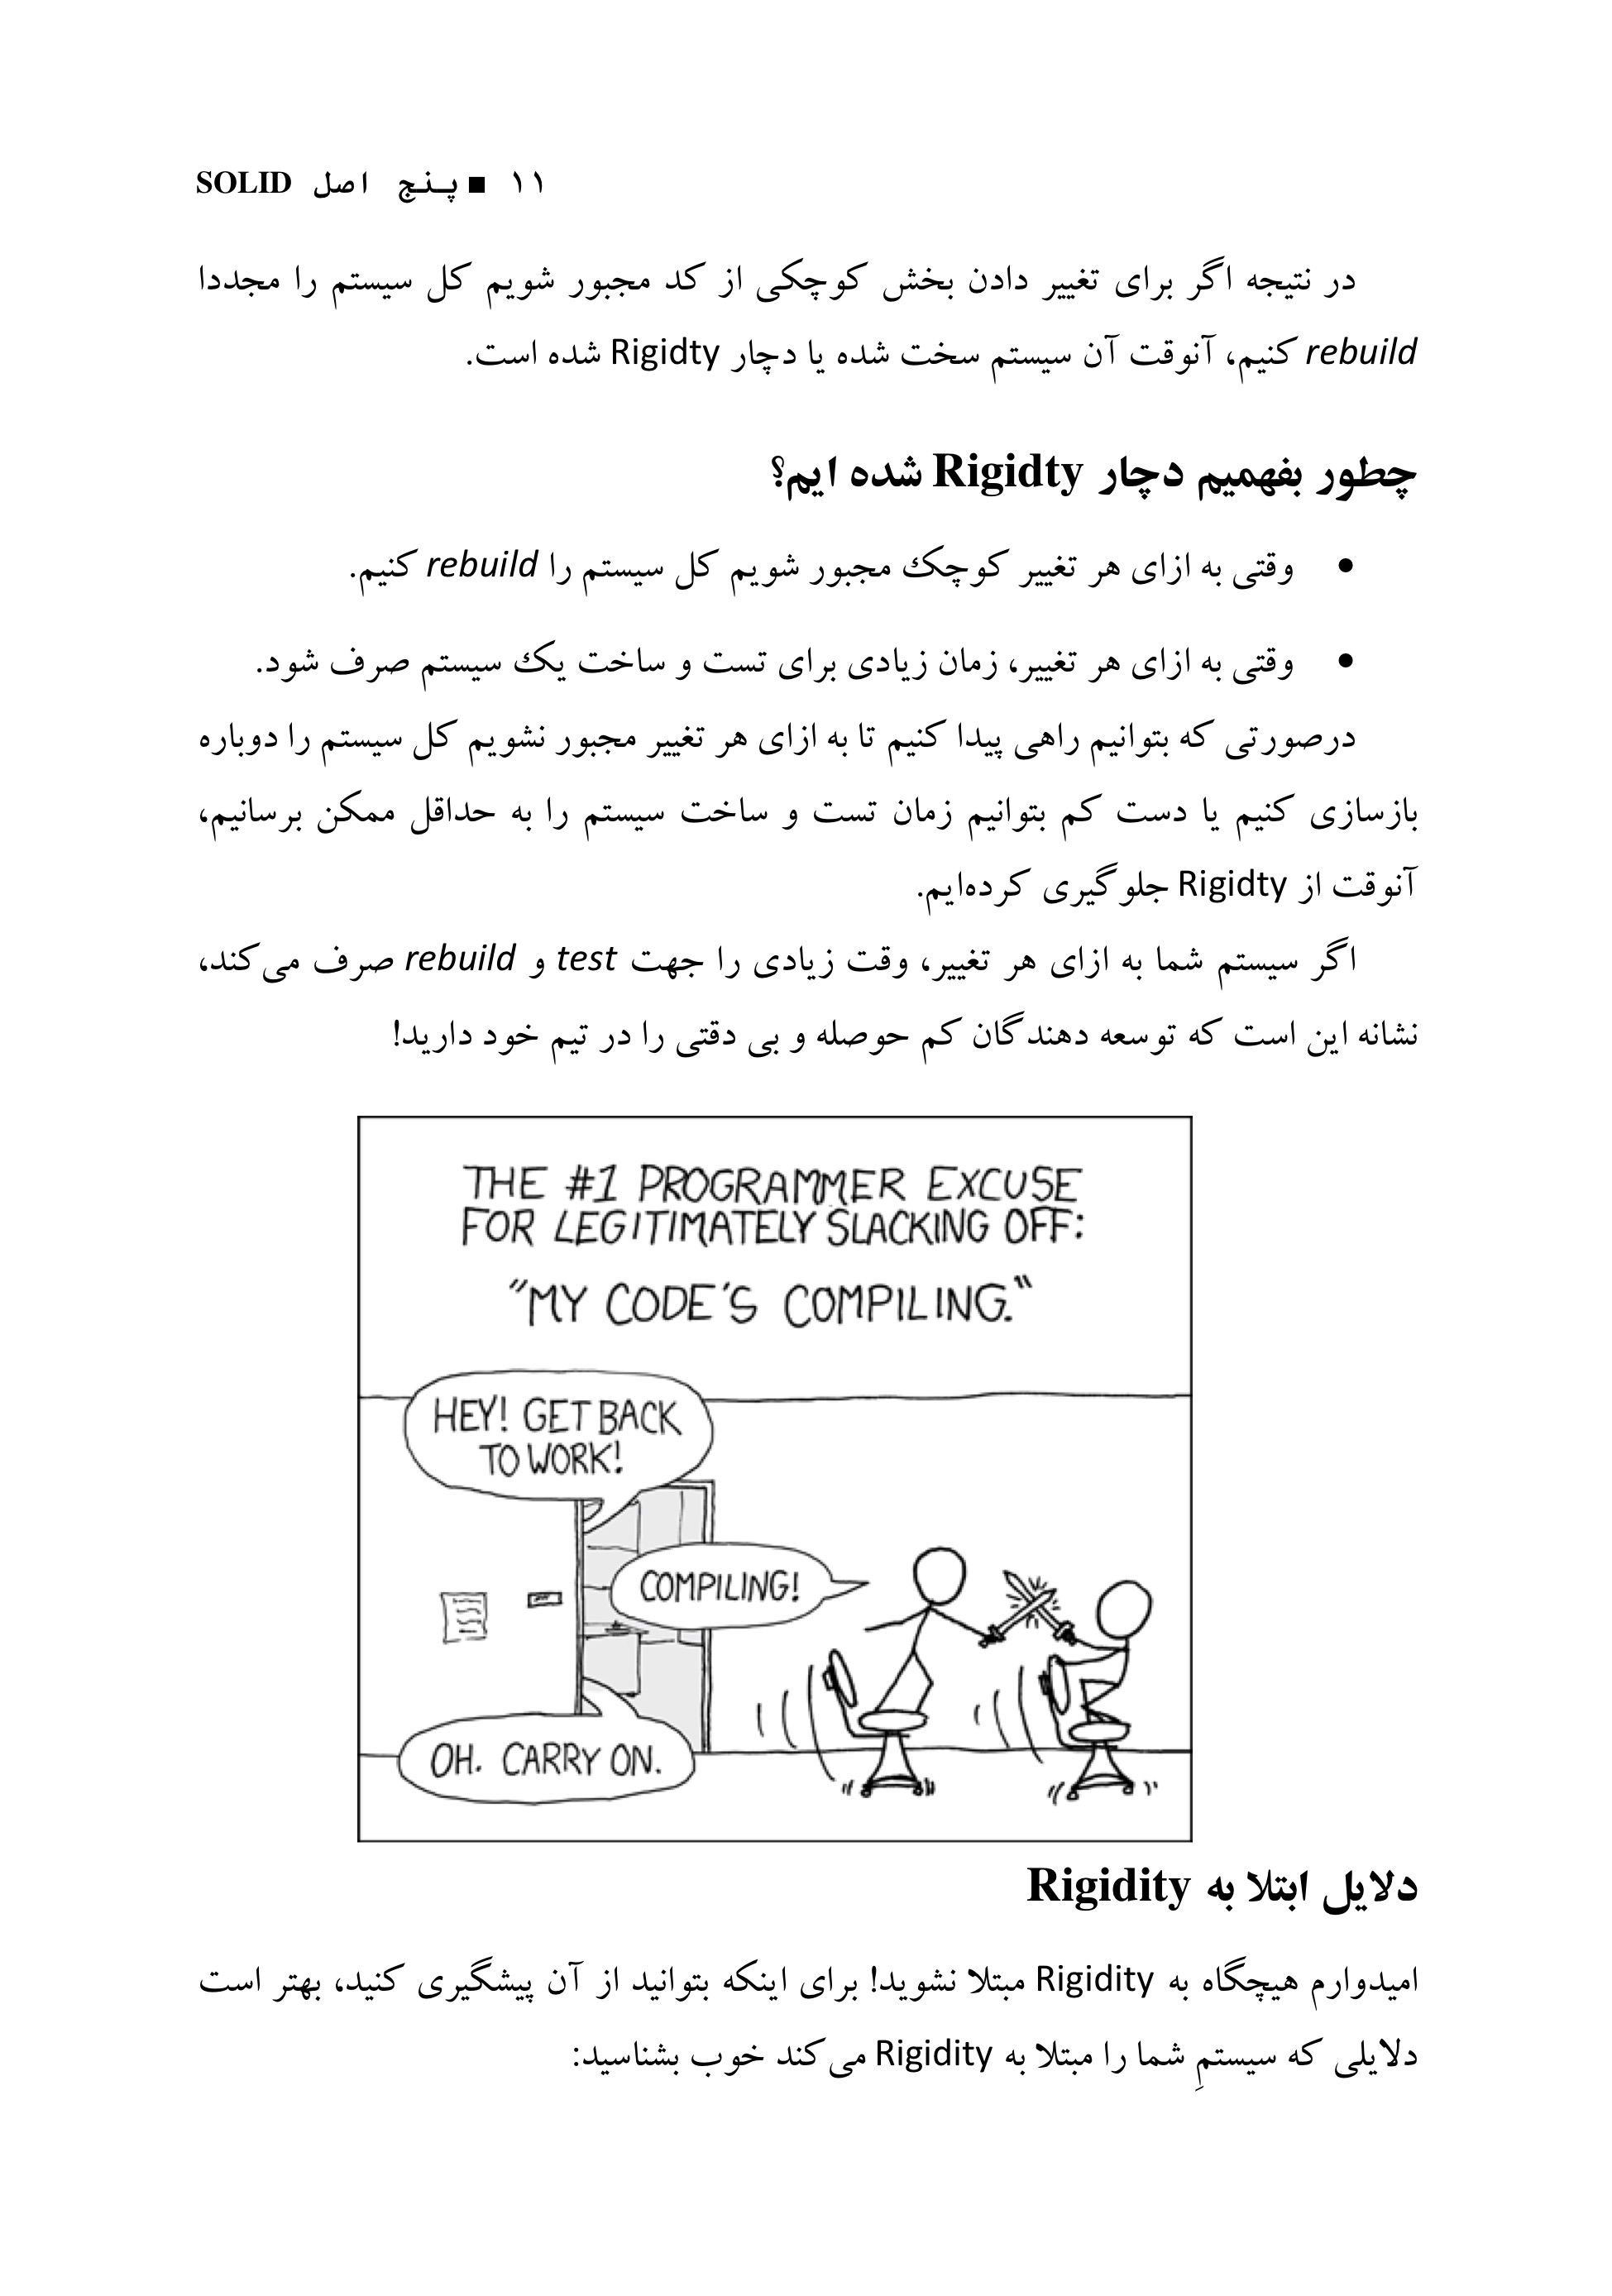 ۱۱ ■ پنج اصل SOLID
در نتیجه اگر برای تغییر دادن بخش کوچکی از کد مجبور شویم کل سیستم را مجددا
rebuild کنیم، آنوقت آن سیستم سخت شده یا دچار Rigidty شده است.
چطور بفهمیم دچار Rigidty شده ایم؟
• وقتی به ازای هر تغییر کوچک مجبور شویم کل سیستم را rebuild کنیم.
• وقتی به ازای هر تغییر، زمان زیادی برای تست و ساخت یک سیستم صرف شود.
درصورتی که بتوانیم راهی پیدا کنیم تا به ازای هر تغییر مجبور نشویم کل سیستم را دوباره
بازسازی کنیم یا دست کم بتوانیم زمان تست و ساخت سیستم را به حداقل ممکن برسانیم،
آنوقت از Rigidty جلوگیری کرده‌ایم.
اگر سیستم شما به ازای هر تغییر، وقت زیادی را جهت test و rebuild صرف می‌کند،
نشانه این است که توسعه دهندگان کم حوصله و بی دقتی را در تیم خود دارید!
THE #1 PROGRAMMER EXCUSE
FOR LEGITIMATELY SLACKING OFF:
"MY CODE'S COMPILING."
HEY! GET BACK
TO WORK!
COMPILING!
OH. CARRY ON.
دلایل ابتلا به Rigidity
امیدوارم هیچگاه به Rigidity مبتلا نشوید! برای اینکه بتوانید از آن پیشگیری کنید، بهتر است
دلایلی که سیستمِ شما را مبتلا به Rigidity می‌کند خوب بشناسید: